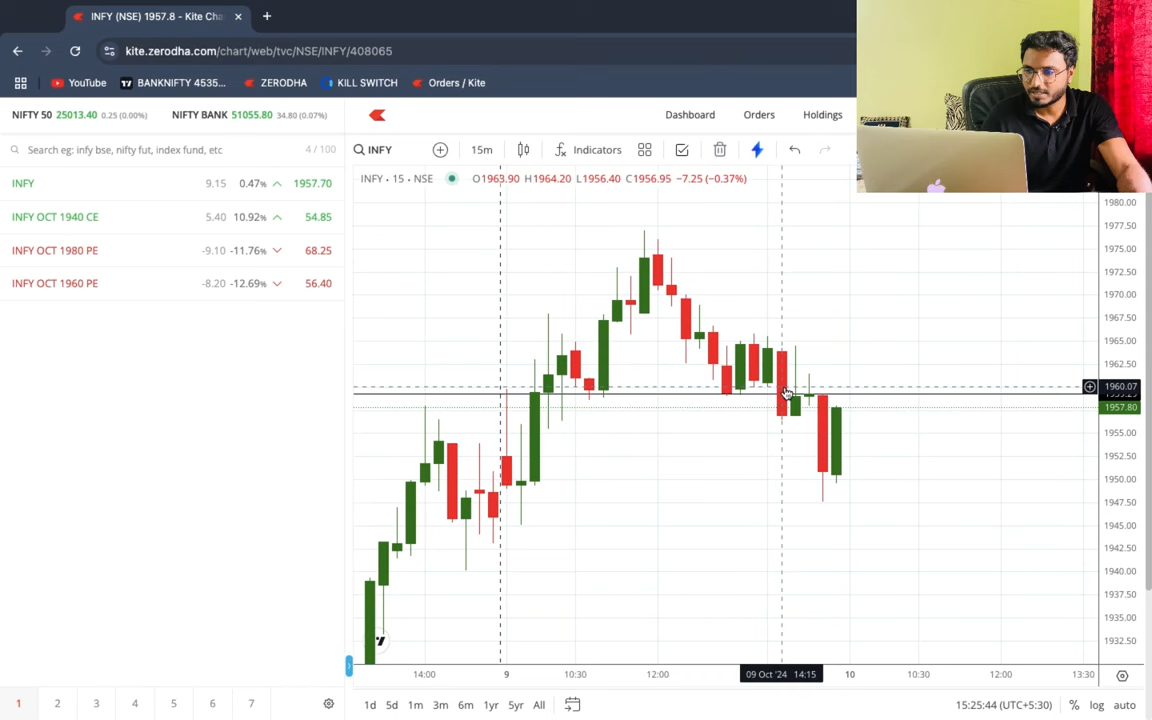 INFY (NSE) 1957.8 - Kite Cha
kite.zerodha.com/chart/web/tvc/NSE/INFY/408065
YouTube BANKNIFTY 4535... ZERODHA KILL SWITCH Orders / Kite
NIFTY 50 25013.40 0.25 (0.00%) NIFTY BANK 51055.80 34.80 (0.07%) Dashboard Orders Holdings
Search eg: infy bse, nifty fut, index fund, etc 4 / 100
INFY 15m Indicators
INFY 9.15 0.47% 1957.70
INFY OCT 1940 CE 5.40 10.92% 54.85
INFY OCT 1980 PE -9.10 -11.76% 68.25
INFY OCT 1960 PE -8.20 -12.69% 56.40
INFY · 15 · NSE O1963.90 H1964.20 L1956.40 C1956.95 −7.25 (−0.37%)
1980.00
1977.50
1975.00
1972.50
1970.00
1967.50
1965.00
1962.50
1960.07
1957.80
1955.00
1952.50
1950.00
1947.50
1945.00
1942.50
1940.00
1937.50
1935.00
1932.50
14:00 9 10:30 12:00 09 Oct '24 14:15 10 10:30 12:00 13:30
1 2 3 4 5 6 7
1d 5d 1m 3m 6m 1yr 5yr All 15:25:44 (UTC+5:30) % log auto